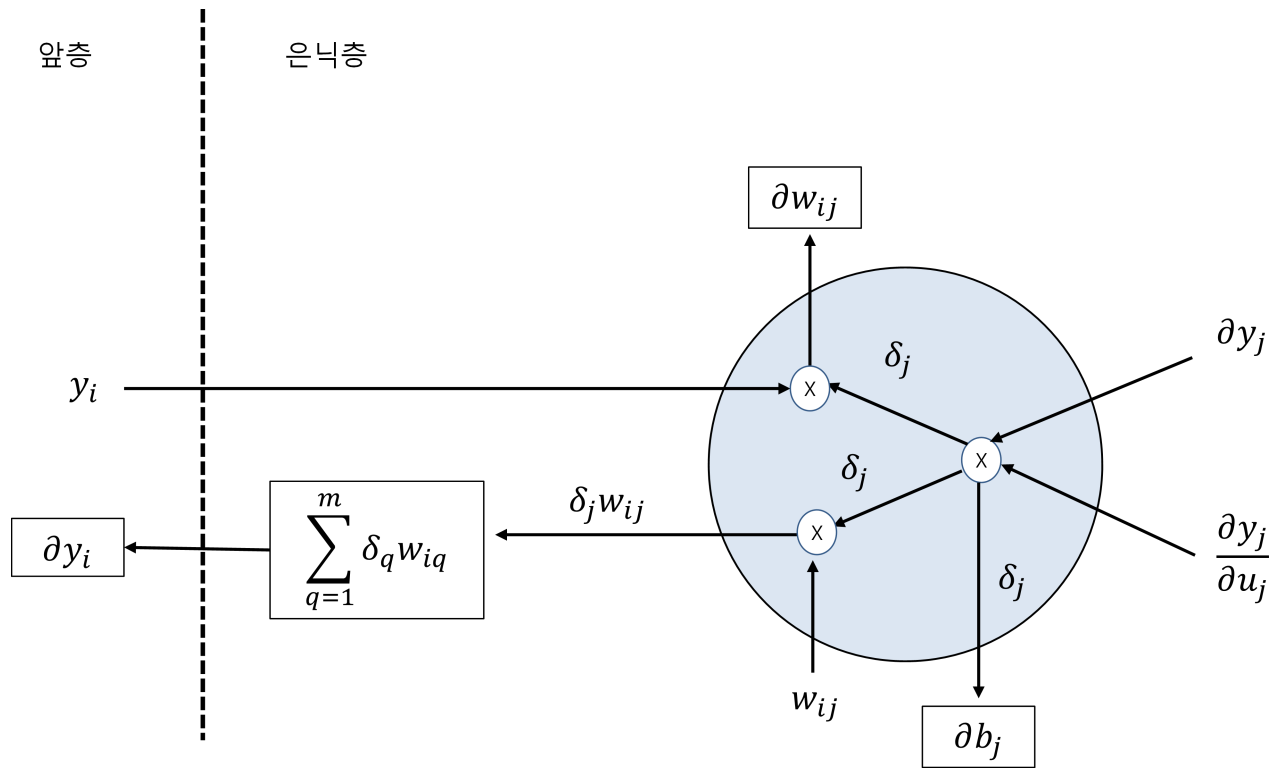 앞층
은닉층
∂w_{ij}
∂y_j
δ_j
y_i
X
X
δ_j
δ_j w_{ij}
m
∑ δ_q w_{iq}
q=1
∂y_i
X
∂y_j
∂u_j
δ_j
w_{ij}
∂b_j